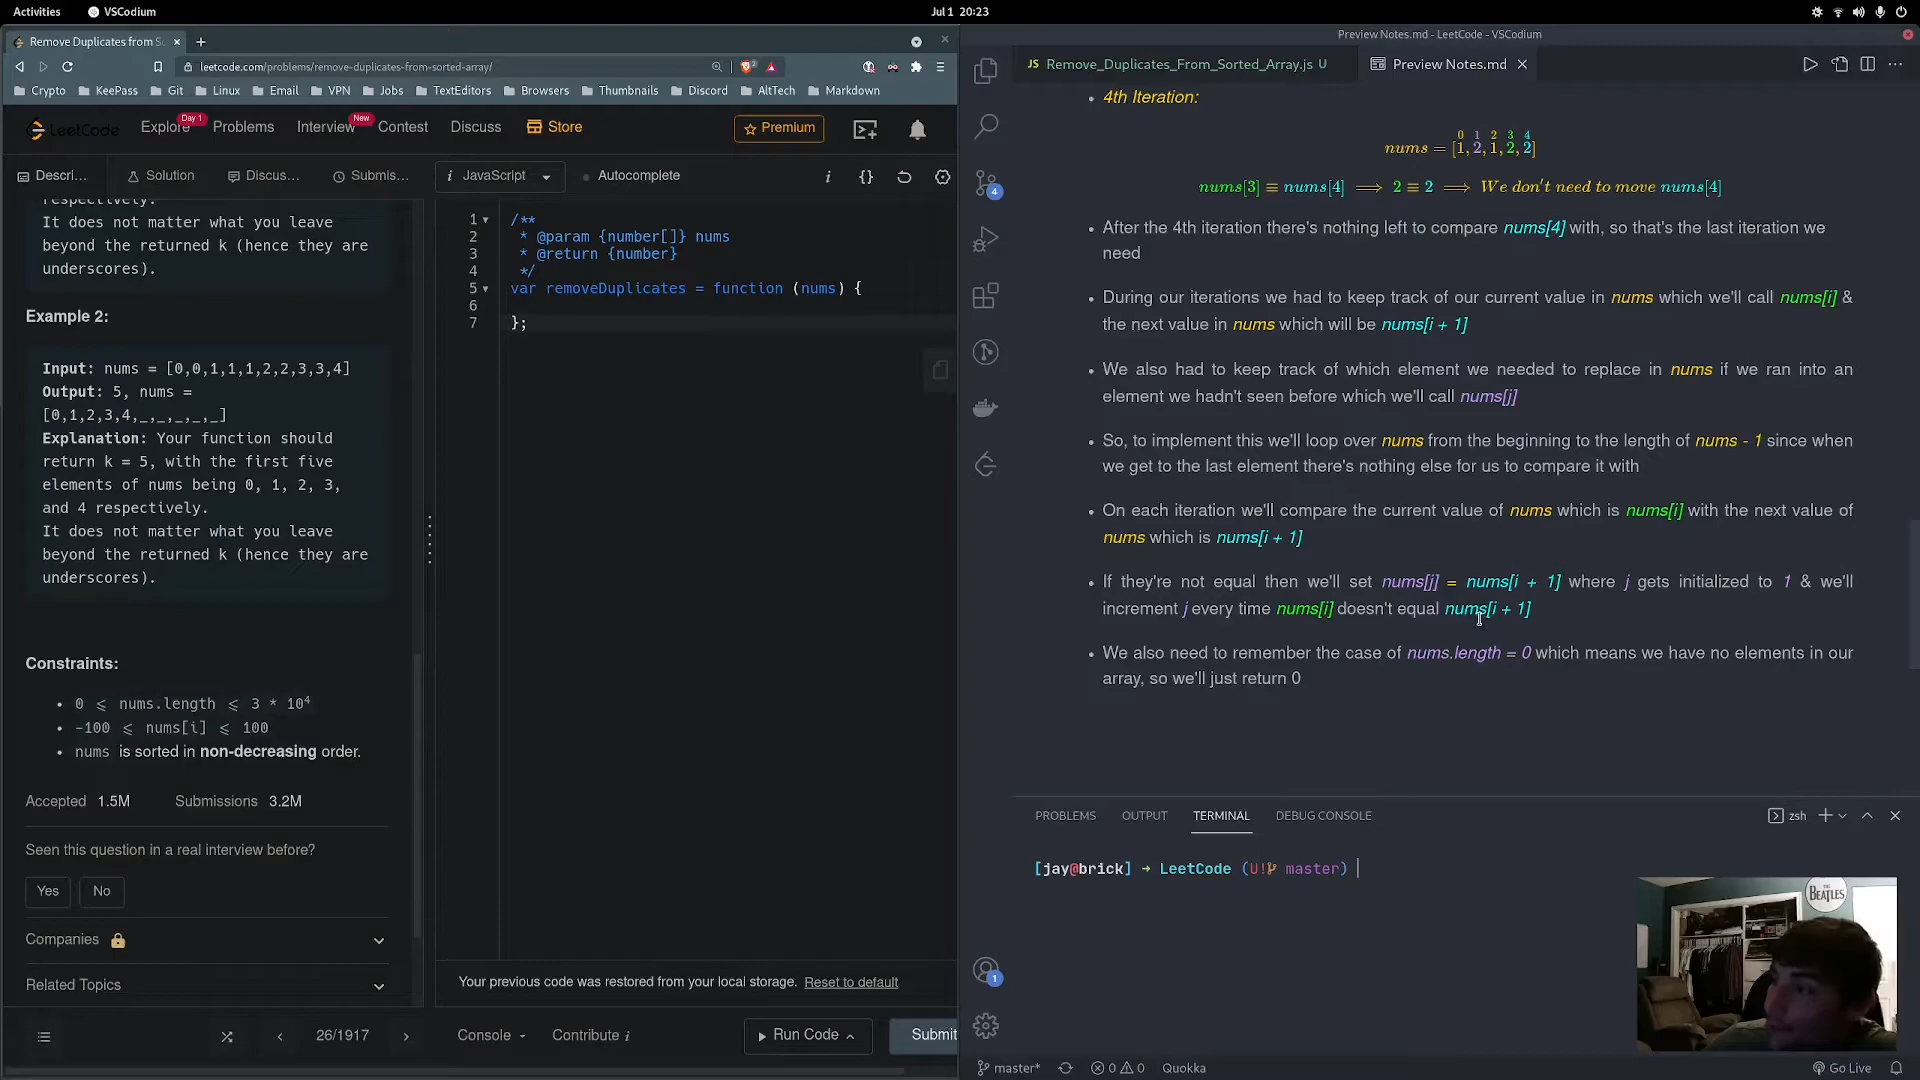 Activities
VSCodium
Jul 1 20:23
Remove Duplicates from S
leetcode.com/problems/remove-duplicates-from-sorted-array/
Crypto
KeePass
Git
Linux
Email
VPN
Jobs
TextEditors
Browsers
Thumbnails
Discord
AltTech
Markdown
LeetCode
Explore
Day 1
Problems
Interview
New
Contest
Discuss
Store
Premium
Descri...
Solution
Discus...
Submis...
i JavaScript
Autocomplete
respectively.
It does not matter what you leave
beyond the returned k (hence they are
underscores).
Example 2:
Input: nums = [0,0,1,1,1,2,2,3,3,4]
Output: 5, nums =
[0,1,2,3,4,_,_,_,_,_]
Explanation: Your function should
return k = 5, with the first five
elements of nums being 0, 1, 2, 3,
and 4 respectively.
It does not matter what you leave
beyond the returned k (hence they are
underscores).
Constraints:
0 ≤ nums.length ≤ 3 * 10⁴
-100 ≤ nums[i] ≤ 100
nums is sorted in non-decreasing order.
Accepted 1.5M Submissions 3.2M
Seen this question in a real interview before?
Yes
No
Companies
Related Topics
26/1917
1 /**
2 * @param {number[]} nums
3 * @return {number}
4 */
5 var removeDuplicates = function (nums) {
6
7 };
Your previous code was restored from your local storage. Reset to default
Console
Contribute i
Run Code
Submit
Preview Notes.md - LeetCode - VSCodium
JS Remove_Duplicates_From_Sorted_Array.js U
Preview Notes.md
4
• 4th Iteration:
0 1 2 3 4
nums = [1, 2, 1, 2, 2]
nums[3] ≡ nums[4] ⟹ 2 ≡ 2 ⟹ We don't need to move nums[4]
• After the 4th iteration there's nothing left to compare nums[4] with, so that's the last iteration we
need
• During our iterations we had to keep track of our current value in nums which we'll call nums[i] &
the next value in nums which will be nums[i + 1]
• We also had to keep track of which element we needed to replace in nums if we ran into an
element we hadn't seen before which we'll call nums[j]
• So, to implement this we'll loop over nums from the beginning to the length of nums - 1 since when
we get to the last element there's nothing else for us to compare it with
• On each iteration we'll compare the current value of nums which is nums[i] with the next value of
nums which is nums[i + 1]
• If they're not equal then we'll set nums[j] = nums[i + 1] where j gets initialized to 1 & we'll
increment j every time nums[i] doesn't equal nums[i + 1]
• We also need to remember the case of nums.length = 0 which means we have no elements in our
array, so we'll just return 0
PROBLEMS
OUTPUT
TERMINAL
DEBUG CONSOLE
zsh
[jay@brick] → LeetCode (U! master)
THE BEATLES
1
master*
0
0
Quokka
Go Live